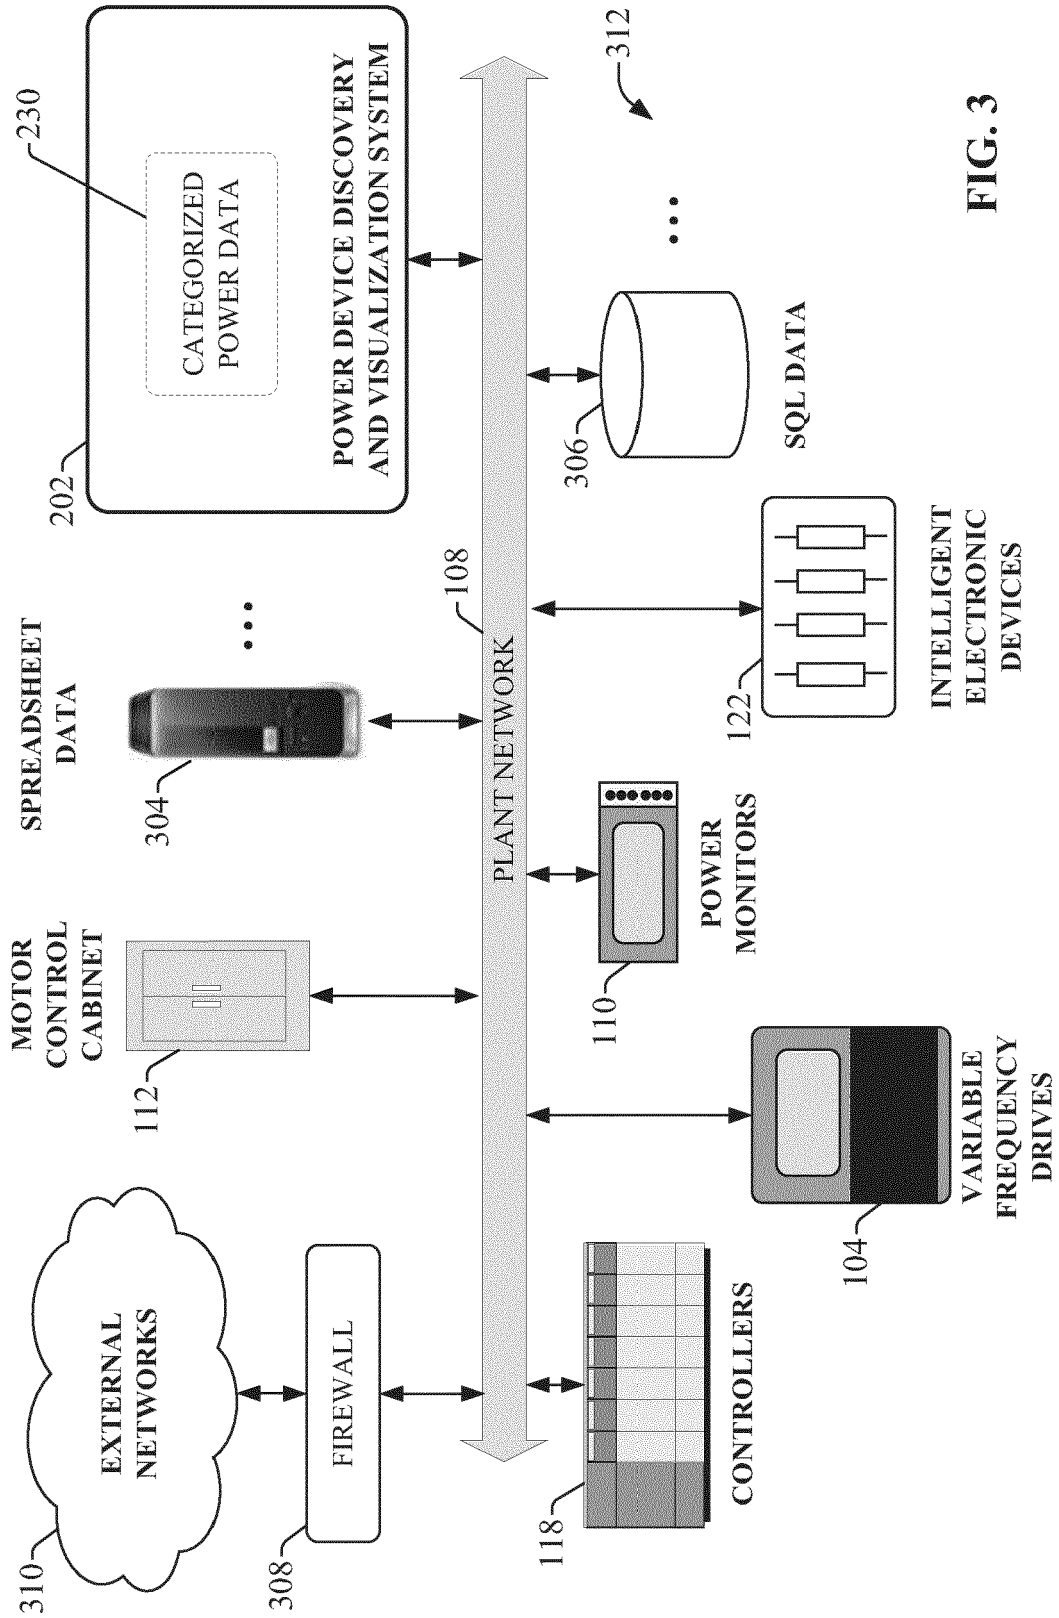 310
EXTERNAL
NETWORKS
308
FIREWALL
MOTOR
CONTROL
CABINET
112
SPREADSHEET
DATA
304
202
230
CATEGORIZED
POWER DATA
POWER DEVICE DISCOVERY
AND VISUALIZATION SYSTEM
108
PLANT NETWORK
118
CONTROLLERS
104
VARIABLE
FREQUENCY
DRIVES
110
POWER
MONITORS
122
INTELLIGENT
ELECTRONIC
DEVICES
306
SQL DATA
312
FIG. 3